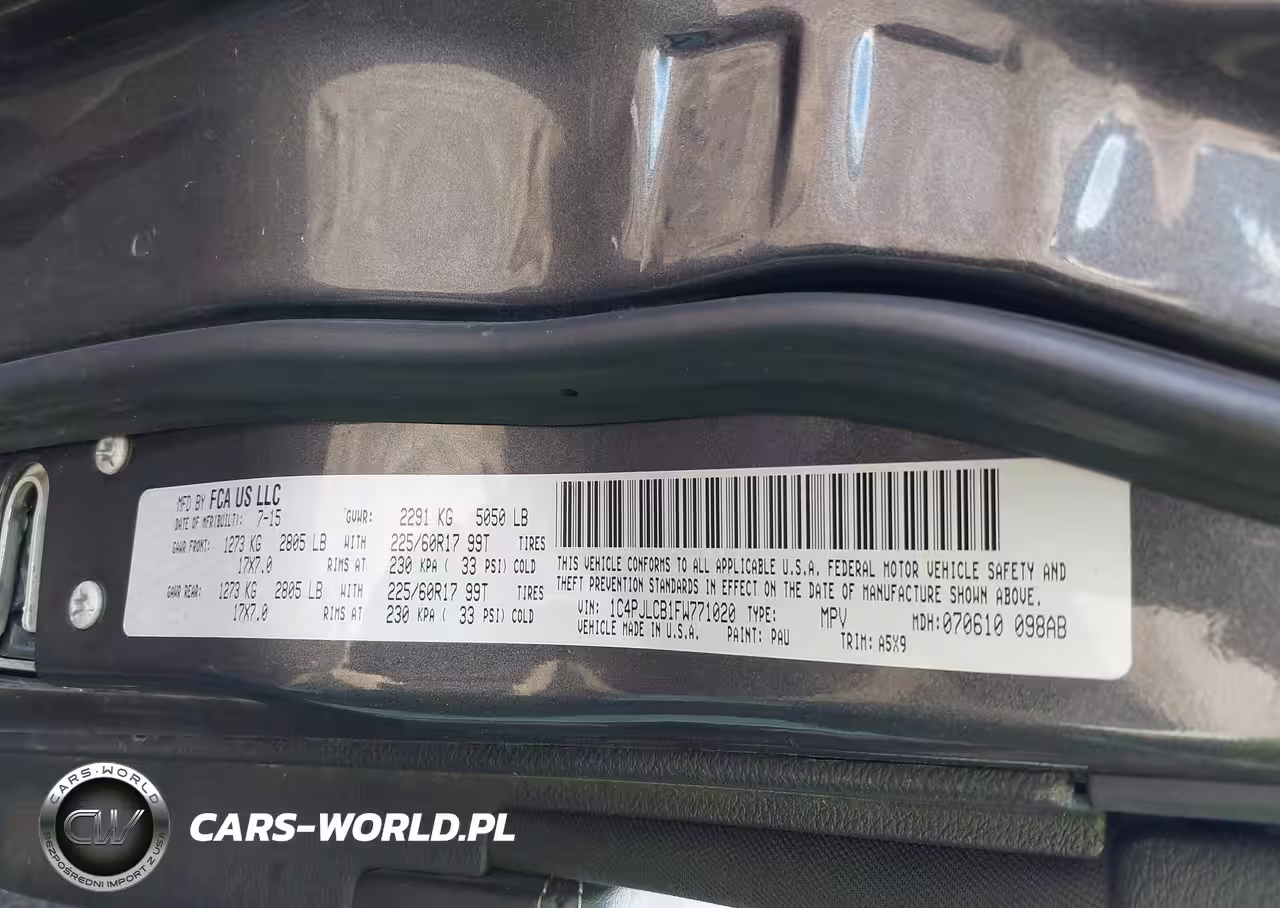 MFD BY FCA US LLC
DATE OF MFR(BUILT): 7-15 GVWR: 2291 KG 5050 LB
GAWR FRONT: 1273 KG 2805 LB WITH 225/60R17 99T TIRES
17X7.0 RIMS AT 230 KPA ( 33 PSI) COLD
GAWR REAR: 1273 KG 2805 LB WITH 225/60R17 99T TIRES
17X7.0 RIMS AT 230 KPA ( 33 PSI) COLD
THIS VEHICLE CONFORMS TO ALL APPLICABLE U.S.A. FEDERAL MOTOR VEHICLE SAFETY AND
THEFT PREVENTION STANDARDS IN EFFECT ON THE DATE OF MANUFACTURE SHOWN ABOVE.
VIN: 1C4PJLCB1FW771020 TYPE: MPV MDH:070610 098AB
VEHICLE MADE IN U.S.A. PAINT: PAU TRIM: A5X9
CARS-WORLD
CW
BEZPOŚREDNI IMPORT Z USA
CARS-WORLD.PL